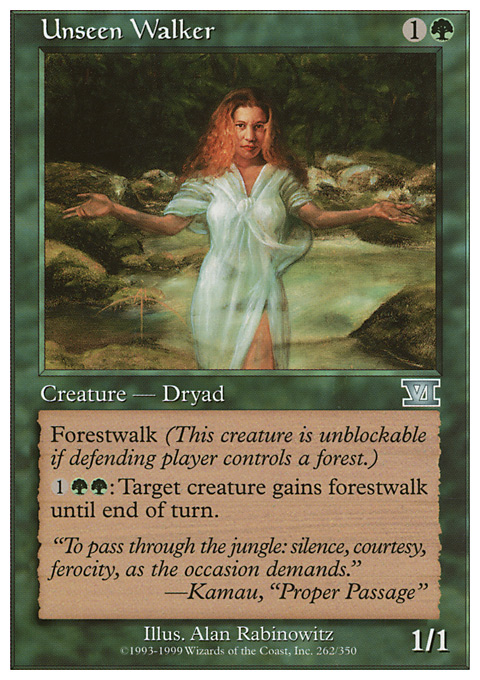 Unseen Walker 1
Creature — Dryad VI
Forestwalk (This creature is unblockable
if defending player controls a forest.)
1 : Target creature gains forestwalk
until end of turn.
“To pass through the jungle: silence, courtesy,
ferocity, as the occasion demands.”
—Kamau, “Proper Passage”
Illus. Alan Rabinowitz
1/1
©1993-1999 Wizards of the Coast, Inc. 262/350